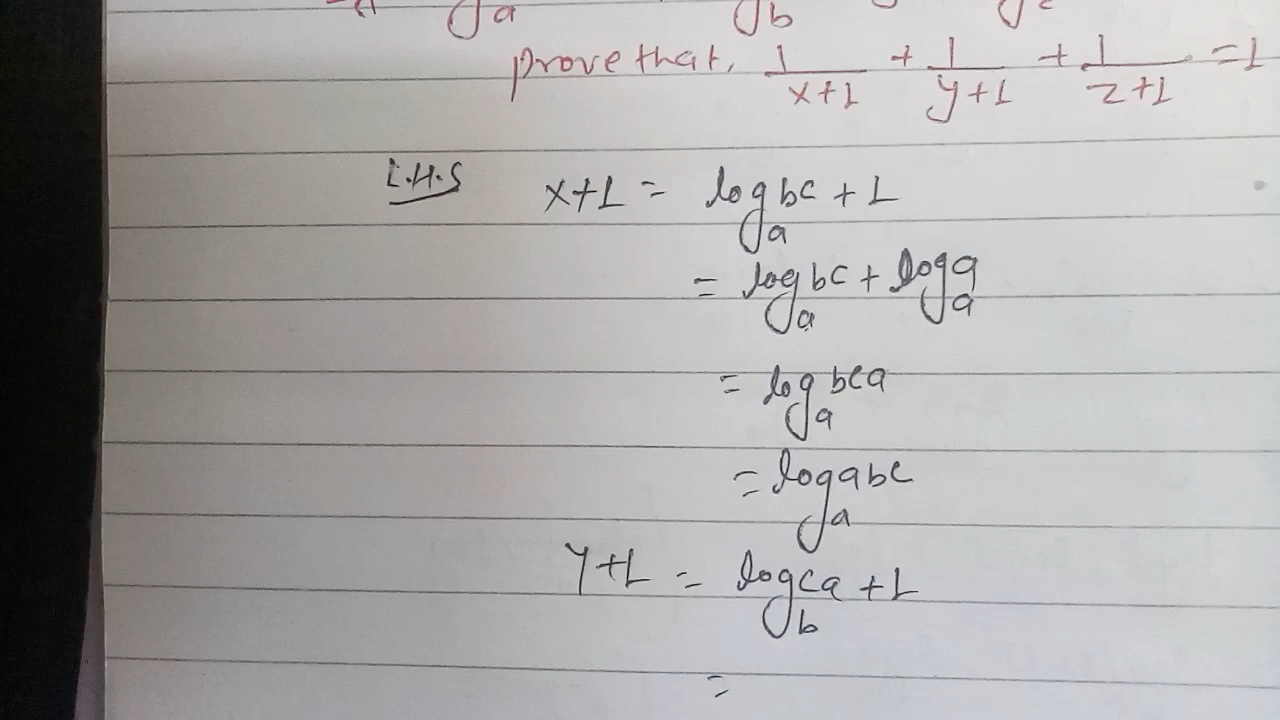 prove that, 1/x+1 + 1/y+1 + 1/z+1 = 1
L.H.S x+1 = log_a bc + 1
= log_a bc + log_a a
= log_a bca
= log_a abc
y+1 = log_b ca + 1
=